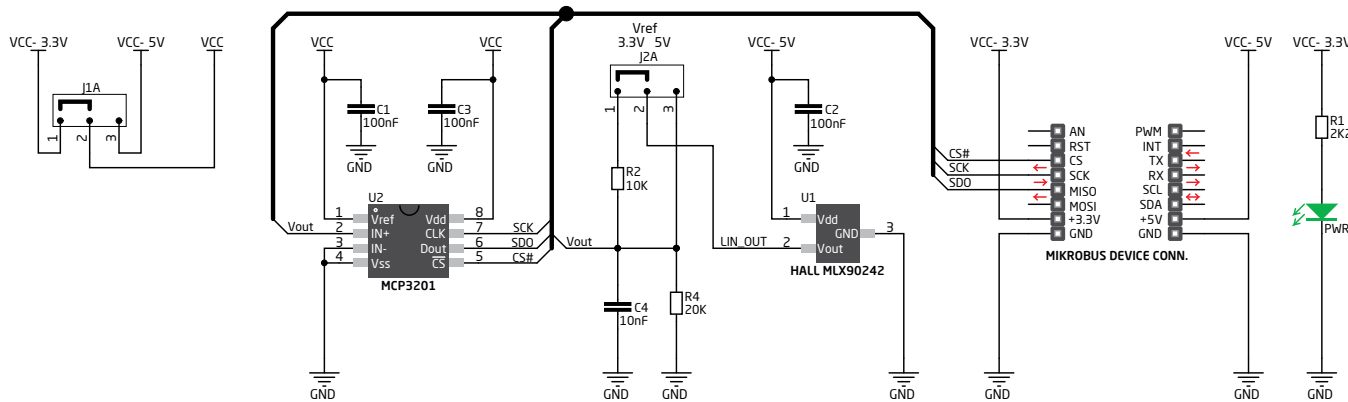 VCC- 3.3V
VCC- 5V
VCC
J1A
1
2
3
VCC
VCC
C1
100nF
GND
C3
100nF
GND
U2
1
2
3
4
Vref
IN+
IN-
Vss
Vdd
CLK
Dout
CS
8
7
6
5
MCP3201
Vout
SCK
SDO
CS#
GND
Vref
3.3V 5V
J2A
1
2
3
R2
10K
Vout
C4
10nF
R4
20K
GND
GND
LIN_OUT
VCC- 5V
C2
100nF
GND
U1
1
2
Vdd
GND
Vout
3
HALL MLX90242
GND
VCC- 3.3V
CS#
SCK
SDO
AN
RST
CS
SCK
MISO
MOSI
+3.3V
GND
PWM
INT
TX
RX
SCL
SDA
+5V
GND
MIKROBUS DEVICE CONN.
GND
VCC- 5V
GND
VCC- 3.3V
R1
2K2
PWR
GND